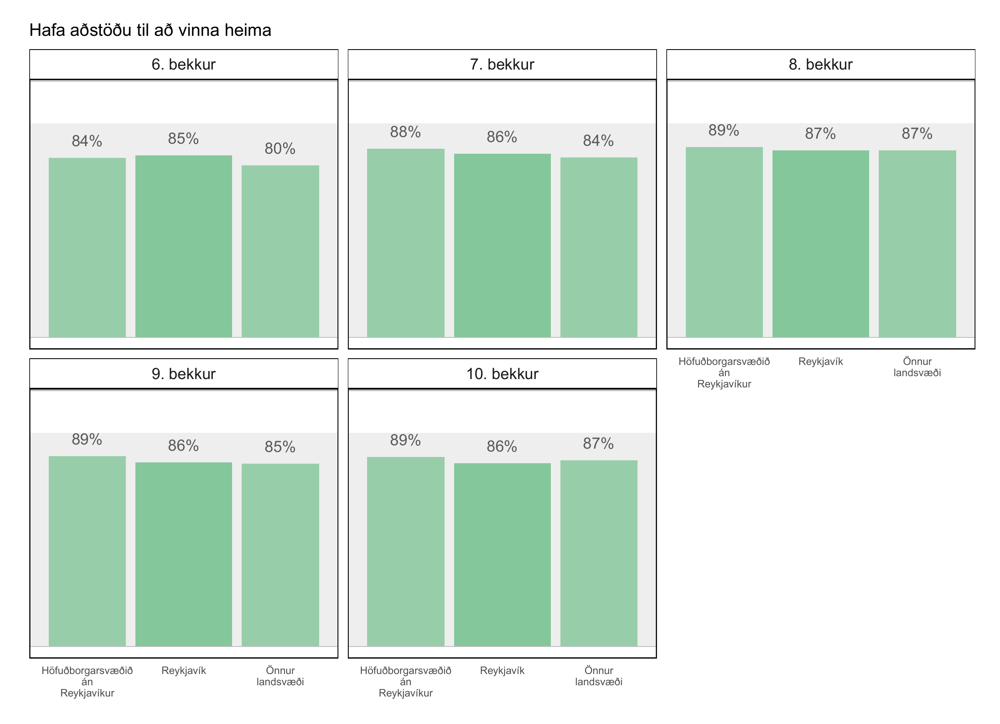 Hafa aðstöðu til að vinna heima
6. bekkur
84%
85%
80%
7. bekkur
88%
86%
84%
8. bekkur
89%
87%
87%
Höfuðborgarsvæðið
án
Reykjavíkur
Reykjavík
Önnur
landsvæði
9. bekkur
89%
86%
85%
Höfuðborgarsvæðið
án
Reykjavíkur
Reykjavík
Önnur
landsvæði
10. bekkur
89%
86%
87%
Höfuðborgarsvæðið
án
Reykjavíkur
Reykjavík
Önnur
landsvæði